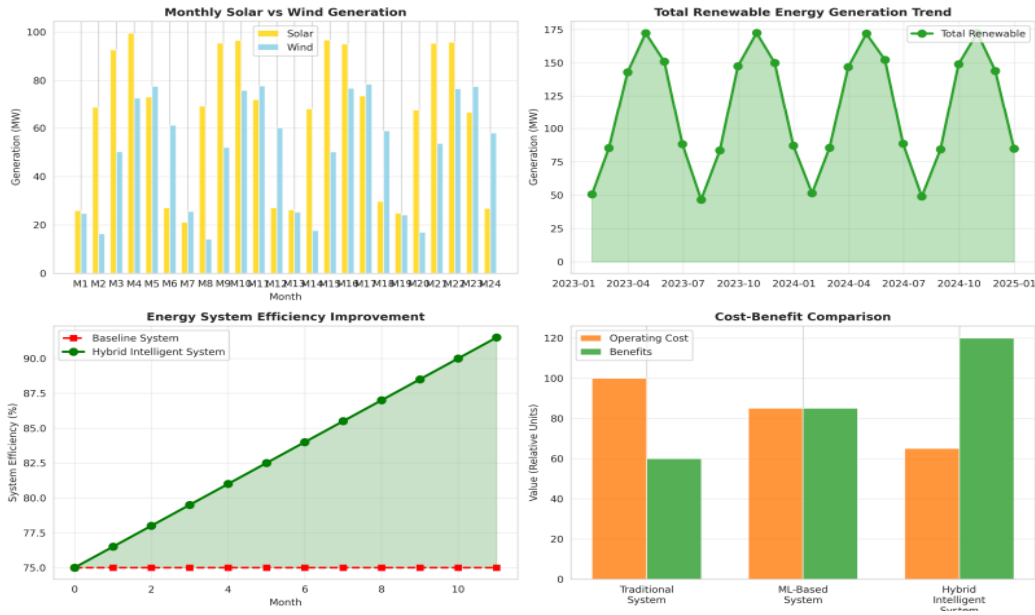 Monthly Solar vs Wind Generation
Generation (MW)
100
80
60
40
20
0
Solar
Wind
M1 M2 M3 M4 M5 M6 M7 M8 M9 M10 M11 M12 M13 M14 M15 M16 M17 M18 M19 M20 M21 M22 M23 M24
Month
Total Renewable Energy Generation Trend
Generation (MW)
175
150
125
100
75
50
25
0
Total Renewable
2023-01 2023-04 2023-07 2023-10 2024-01 2024-04 2024-07 2024-10 2025-01
Energy System Efficiency Improvement
System Efficiency (%)
90.0
87.5
85.0
82.5
80.0
77.5
75.0
Baseline System
Hybrid Intelligent System
0 2 4 6 8 10
Month
Cost-Benefit Comparison
Value (Relative Units)
120
100
80
60
40
20
0
Operating Cost
Benefits
Traditional
System
ML-Based
System
Hybrid
Intelligent
System